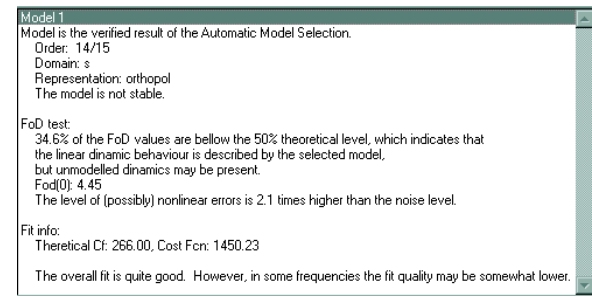 Model 1
Model is the verified result of the Automatic Model Selection.
Order: 14/15
Domain: s
Representation: orthopol
The model is not stable.
FoD test:
34.6% of the FoD values are bellow the 50% theoretical level, which indicates that
the linear dinamic behaviour is described by the selected model,
but unmodelled dinamics may be present.
Fod(0): 4.45
The level of (possibly) nonlinear errors is 2.1 times higher than the noise level.
Fit info:
Theretical Cf: 266.00, Cost Fcn: 1450.23
The overall fit is quite good. However, in some frequencies the fit quality may be somewhat lower.